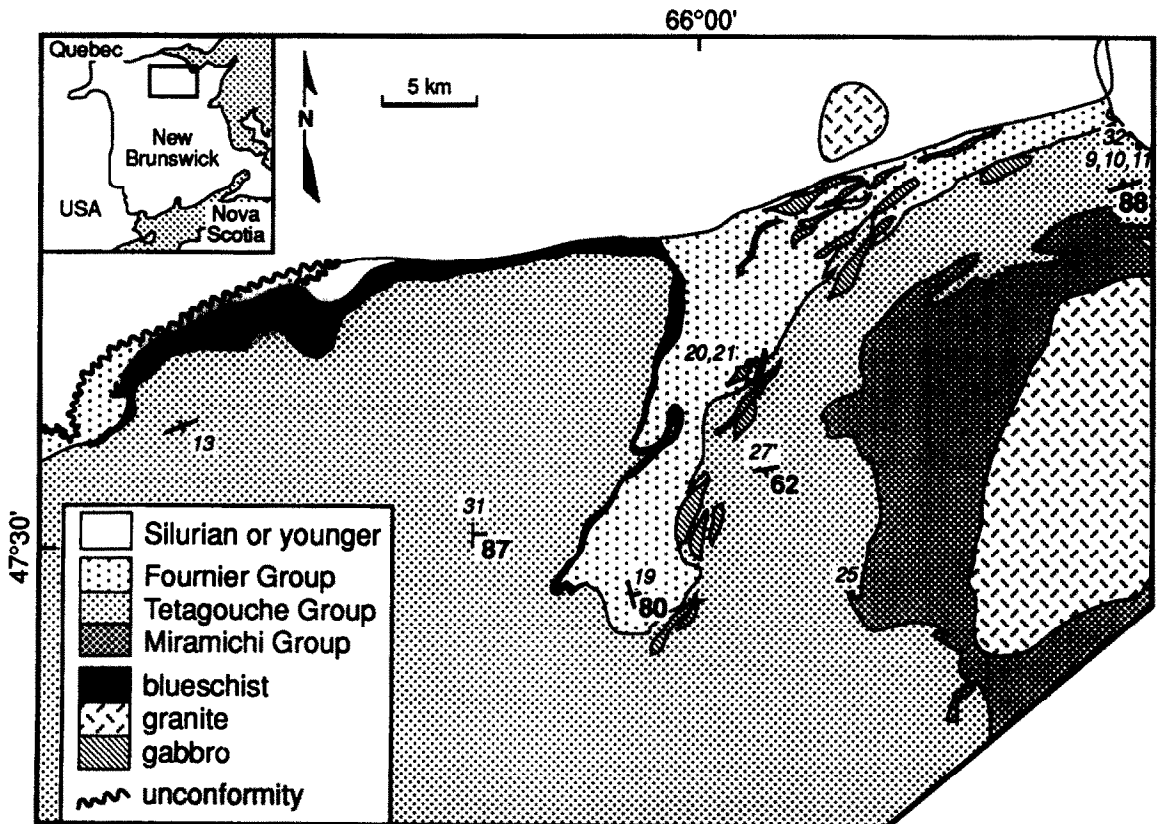 66°00'
Quebec
5 km
N
New
Brunswick
USA
Nova
Scotia
32
9, 10, 11
88
20,21
13
27
62
31
87
47°30'
25
19
80
Silurian or younger
Fournier Group
Tetagouche Group
Miramichi Group
blueschist
granite
gabbro
unconformity